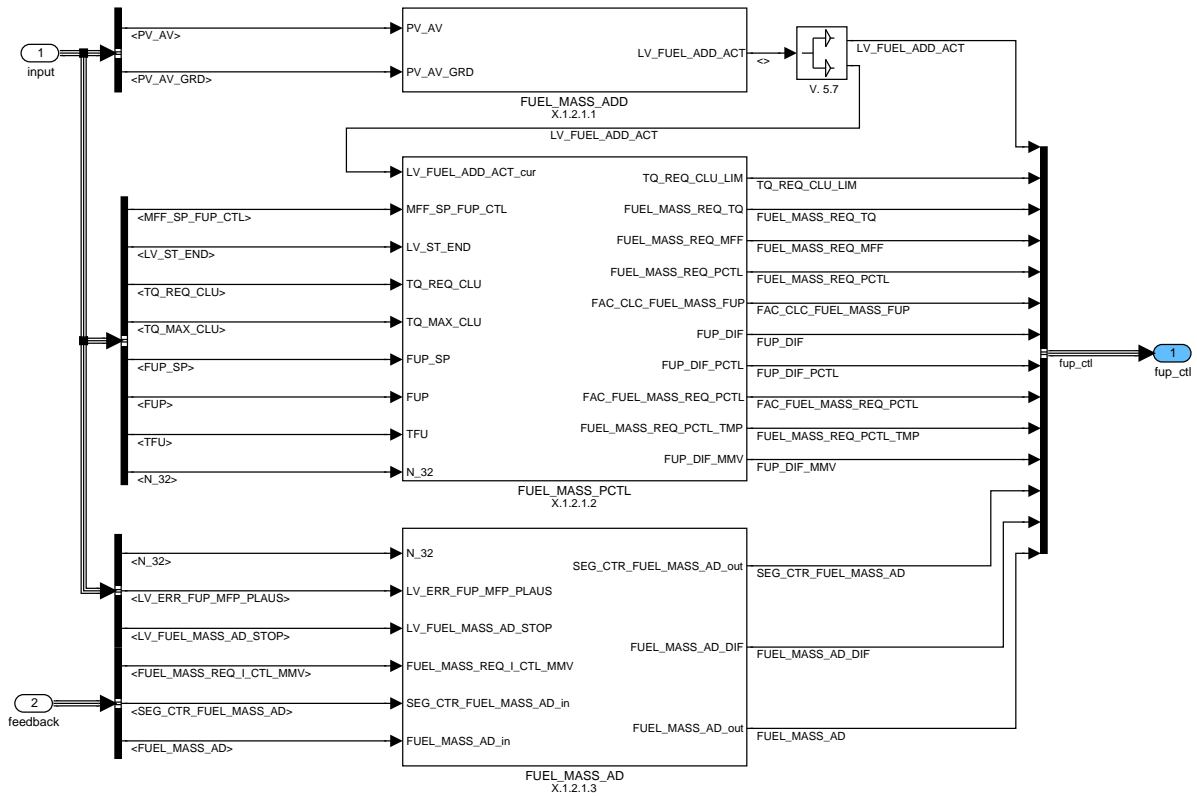 1
input
<PV_AV>
<PV_AV_GRD>
PV_AV
PV_AV_GRD
LV_FUEL_ADD_ACT
FUEL_MASS_ADD
X.1.2.1.1
<>
V. 5.7
LV_FUEL_ADD_ACT
LV_FUEL_ADD_ACT
<MFF_SP_FUP_CTL>
<LV_ST_END>
<TQ_REQ_CLU>
<TQ_MAX_CLU>
<FUP_SP>
<FUP>
<TFU>
<N_32>
LV_FUEL_ADD_ACT_cur
MFF_SP_FUP_CTL
LV_ST_END
TQ_REQ_CLU
TQ_MAX_CLU
FUP_SP
FUP
TFU
N_32
TQ_REQ_CLU_LIM
FUEL_MASS_REQ_TQ
FUEL_MASS_REQ_MFF
FUEL_MASS_REQ_PCTL
FAC_CLC_FUEL_MASS_FUP
FUP_DIF
FUP_DIF_PCTL
FAC_FUEL_MASS_REQ_PCTL
FUEL_MASS_REQ_PCTL_TMP
FUP_DIF_MMV
FUEL_MASS_PCTL
X.1.2.1.2
TQ_REQ_CLU_LIM
FUEL_MASS_REQ_TQ
FUEL_MASS_REQ_MFF
FUEL_MASS_REQ_PCTL
FAC_CLC_FUEL_MASS_FUP
FUP_DIF
FUP_DIF_PCTL
FAC_FUEL_MASS_REQ_PCTL
FUEL_MASS_REQ_PCTL_TMP
FUP_DIF_MMV
fup_ctl
1
fup_ctl
2
feedback
<N_32>
<LV_ERR_FUP_MFP_PLAUS>
<LV_FUEL_MASS_AD_STOP>
<FUEL_MASS_REQ_I_CTL_MMV>
<SEG_CTR_FUEL_MASS_AD>
<FUEL_MASS_AD>
N_32
LV_ERR_FUP_MFP_PLAUS
LV_FUEL_MASS_AD_STOP
FUEL_MASS_REQ_I_CTL_MMV
SEG_CTR_FUEL_MASS_AD_in
FUEL_MASS_AD_in
SEG_CTR_FUEL_MASS_AD_out
FUEL_MASS_AD_DIF
FUEL_MASS_AD_out
FUEL_MASS_AD
X.1.2.1.3
SEG_CTR_FUEL_MASS_AD
FUEL_MASS_AD_DIF
FUEL_MASS_AD